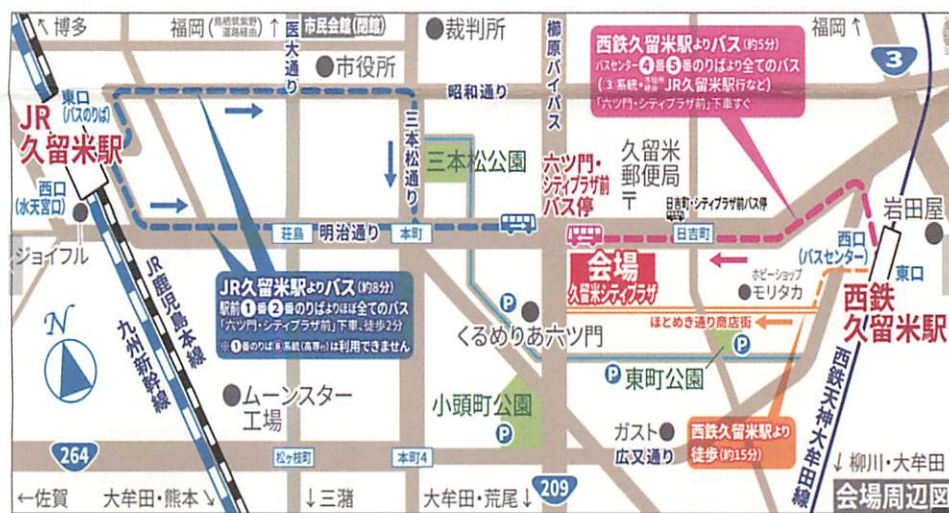 ↖博多
福岡(鳥栖筑紫野道路経由)↑
市民会館(閉館)
医大通り
●裁判所
櫛原バイパス
福岡↗
3
西鉄久留米駅よりバス(約5分)
バスセンター④番⑤番のりばより全てのバス
JR久留米駅行など)
「六ツ門・シティプラザ前」下車すぐ
●市役所
昭和通り
東口
(バスのりば)
JR
久留米駅
西口
(水天宮口)
ジョイフル
三本松通り
三本松公園
六ツ門・
シティプラザ前
バス停
久留米
郵便局
〒
日吉町・シティプラザ前バス停
岩田屋
荘島
明治通り
本町
日吉町
西口
(バスセンター)
東口
会場
久留米シティプラザ
ホビーショップ
●モリタカ
西鉄
久留米駅
ほとめき通り商店街
JR久留米駅よりバス(約8分)
駅前①番②番のりばよりほぼ全てのバス
「六ツ門・シティプラザ前」下車、徒歩2分
※①番のりば⑧系統(高専行)は利用できません
JR鹿児島本線
九州新幹線
N
P
くるめりあ六ツ門
P
P
東町公園
●ムーンスター
工場
小頭町公園
P
ガスト●
広又通り
西鉄久留米駅より
徒歩(約15分)
西鉄天神大牟田線
264
松ヶ枝町
本町4
209
↓柳川・大牟田
←佐賀
大牟田・熊本↘
↓三潴
大牟田・荒尾↓
会場周辺図